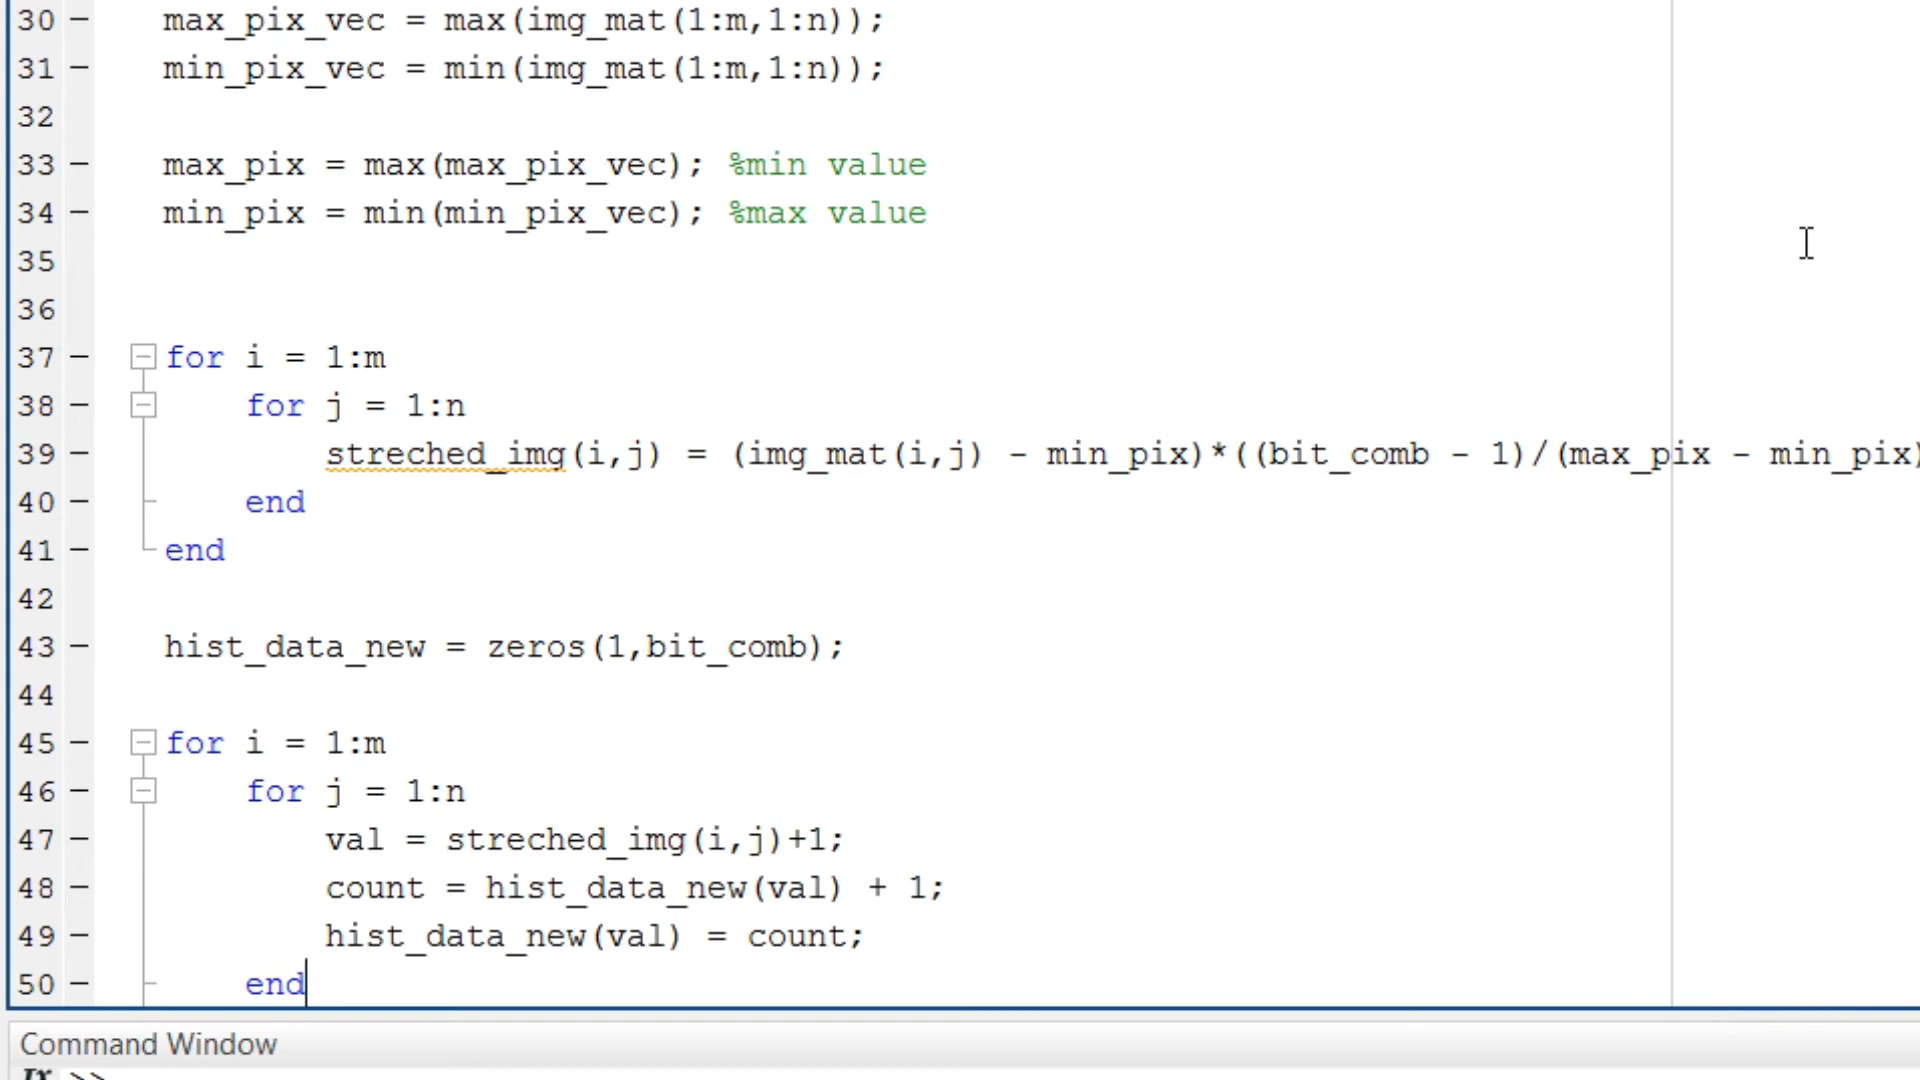 30 – max_pix_vec = max(img_mat(1:m,1:n));
31 – min_pix_vec = min(img_mat(1:m,1:n));
32
33 – max_pix = max(max_pix_vec); %min value
34 – min_pix = min(min_pix_vec); %max value
35
36
37 – for i = 1:m
38 – for j = 1:n
39 – streched_img(i,j) = (img_mat(i,j) - min_pix)*((bit_comb - 1)/(max_pix - min_pix)
40 – end
41 – end
42
43 – hist_data_new = zeros(1,bit_comb);
44
45 – for i = 1:m
46 – for j = 1:n
47 – val = streched_img(i,j)+1;
48 – count = hist_data_new(val) + 1;
49 – hist_data_new(val) = count;
50 – end
Command Window
fx >>